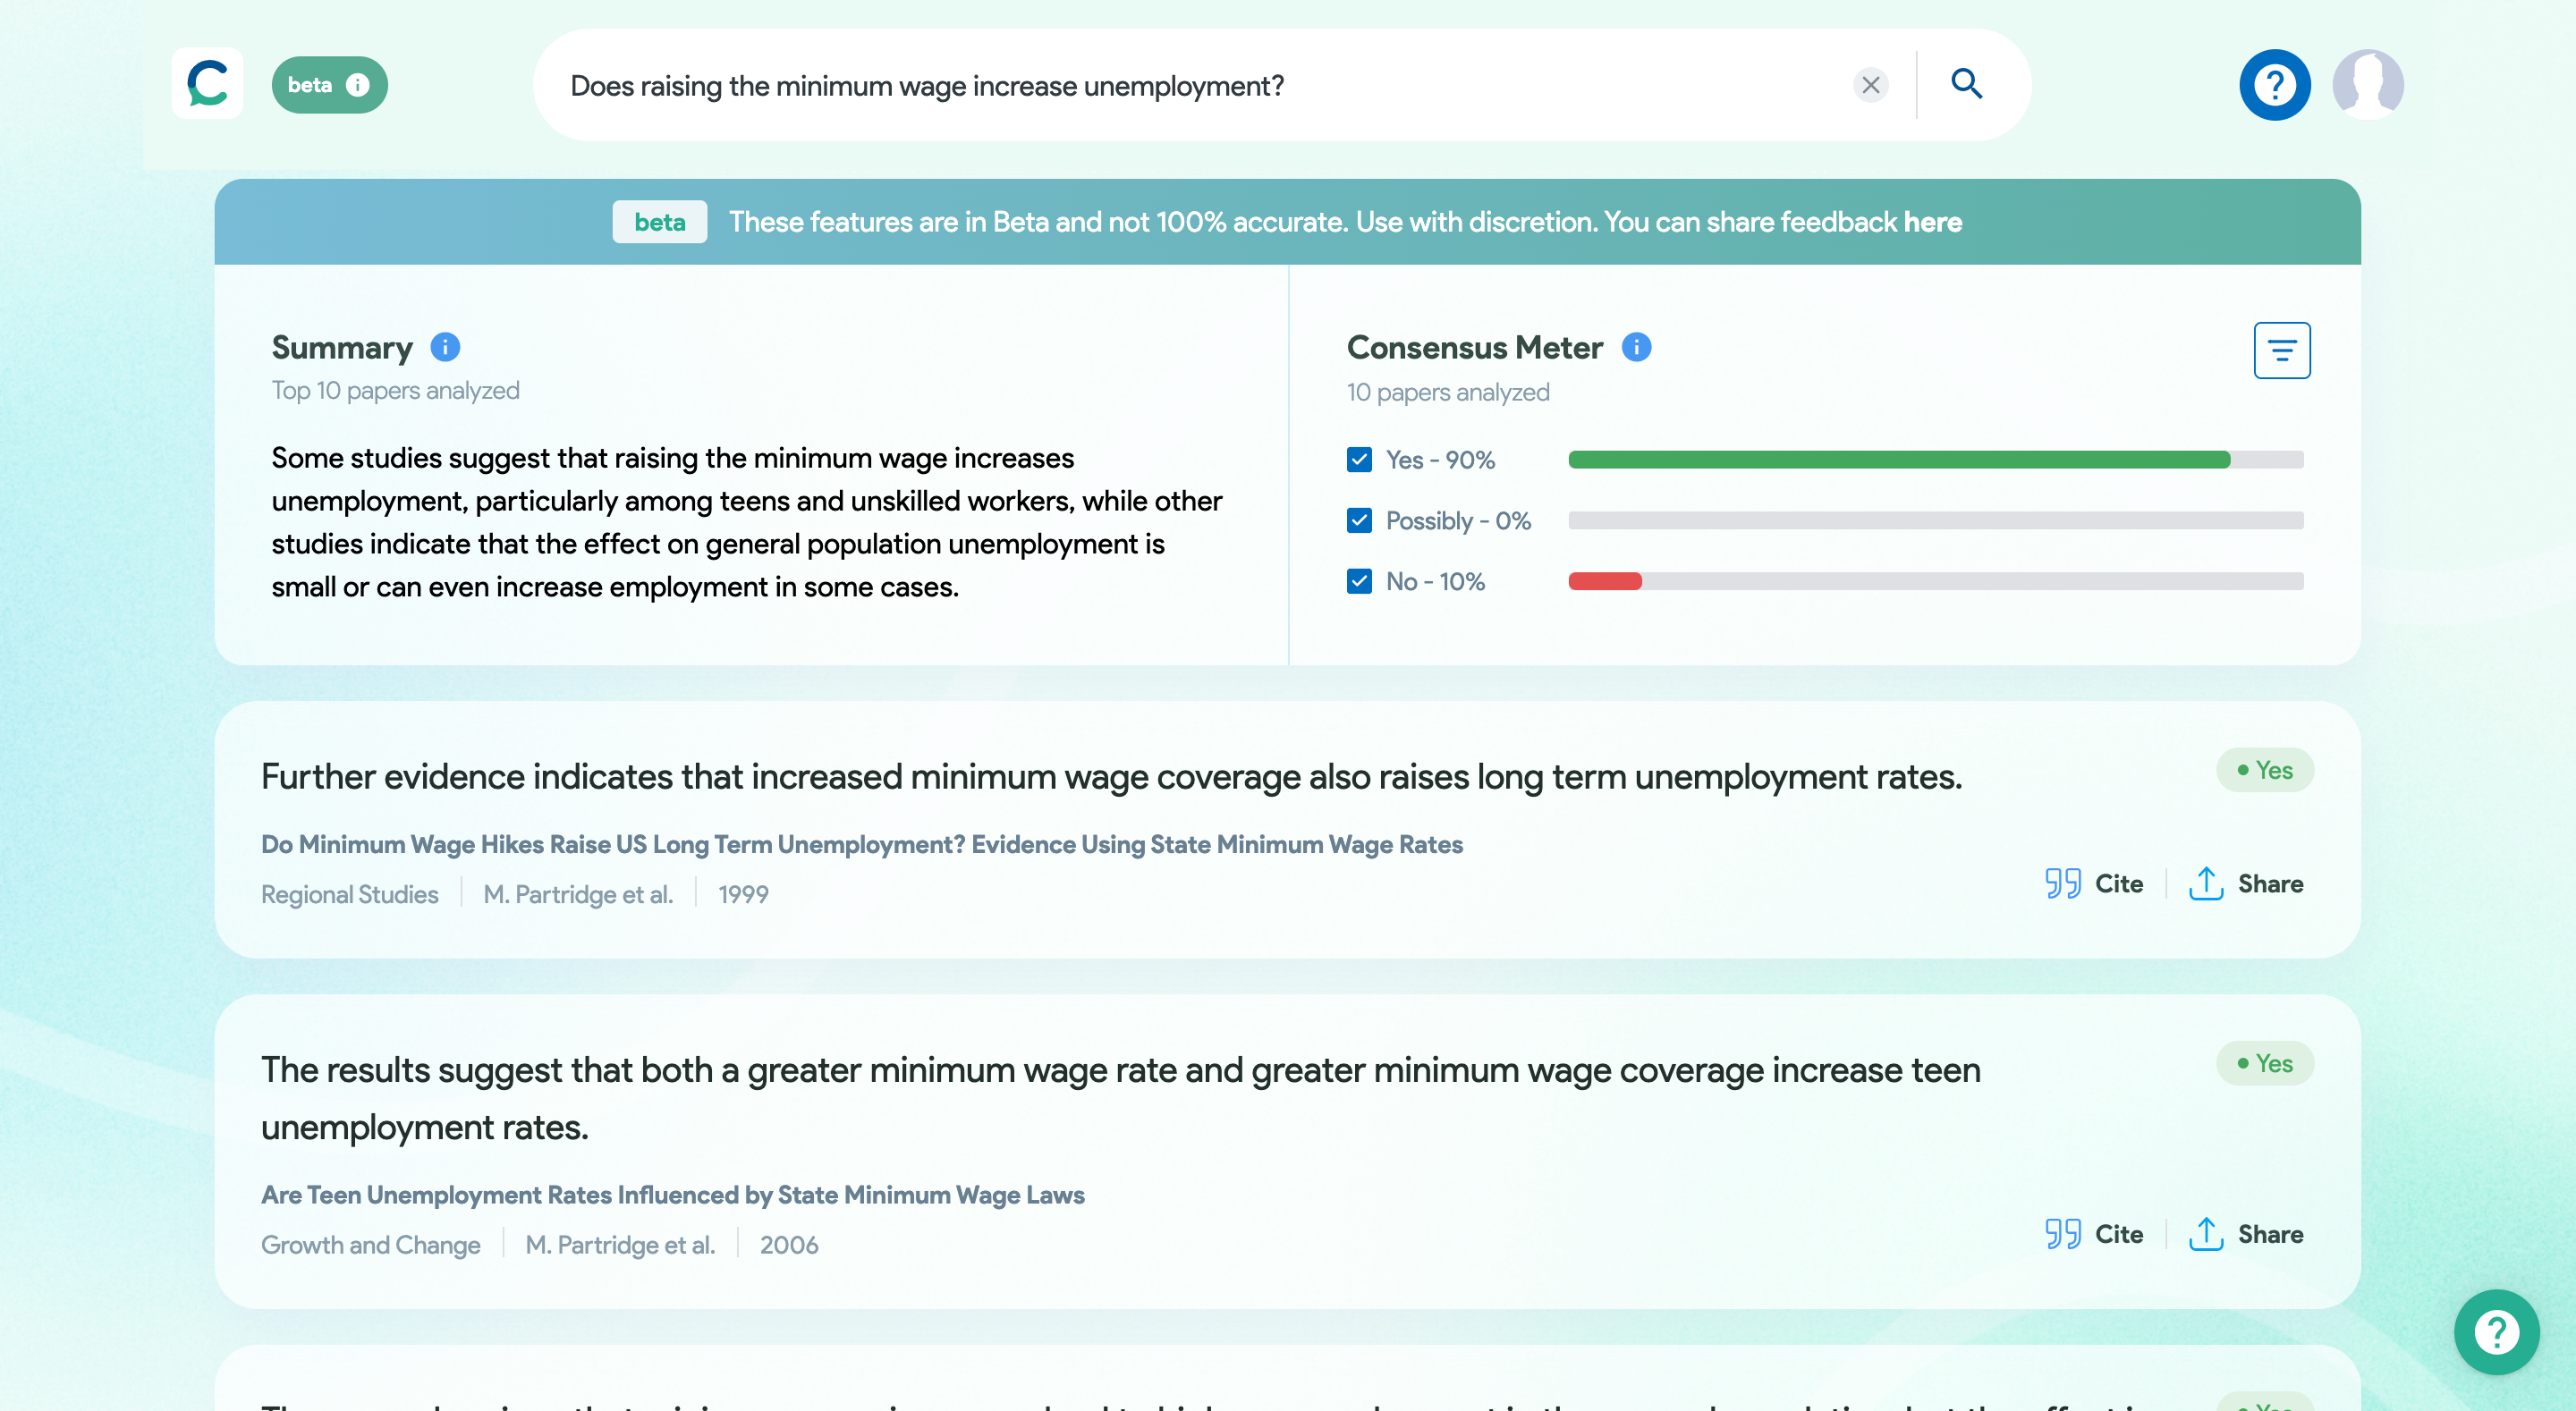 beta
Does raising the minimum wage increase unemployment?
beta These features are in Beta and not 100% accurate. Use with discretion. You can share feedback here
Summary
Top 10 papers analyzed
Some studies suggest that raising the minimum wage increases
unemployment, particularly among teens and unskilled workers, while other
studies indicate that the effect on general population unemployment is
small or can even increase employment in some cases.
Consensus Meter
10 papers analyzed
Yes - 90%
Possibly - 0%
No - 10%
Further evidence indicates that increased minimum wage coverage also raises long term unemployment rates.
Yes
Do Minimum Wage Hikes Raise US Long Term Unemployment? Evidence Using State Minimum Wage Rates
Regional Studies M. Partridge et al. 1999
Cite Share
The results suggest that both a greater minimum wage rate and greater minimum wage coverage increase teen
unemployment rates.
Yes
Are Teen Unemployment Rates Influenced by State Minimum Wage Laws
Growth and Change M. Partridge et al. 2006
Cite Share